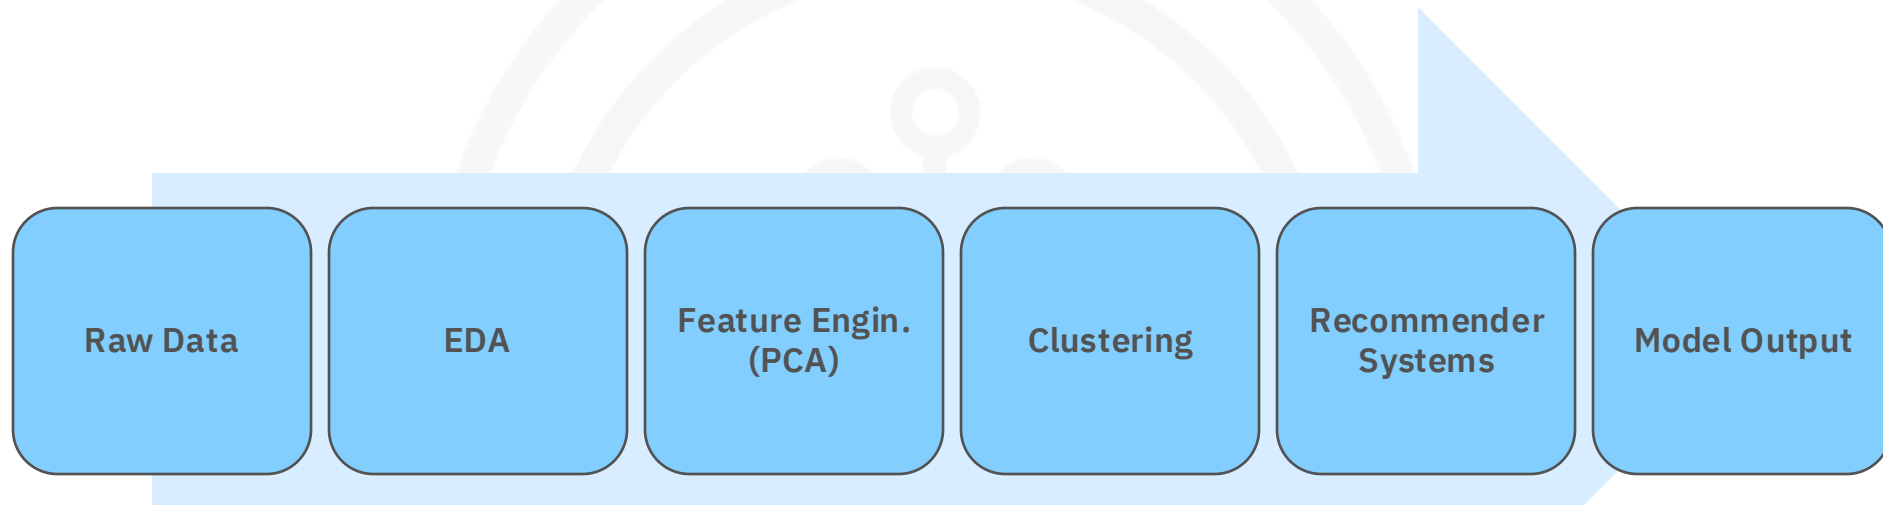 Raw Data
EDA
Feature Engin.
(PCA)
Clustering
Recommender
Systems
Model Output